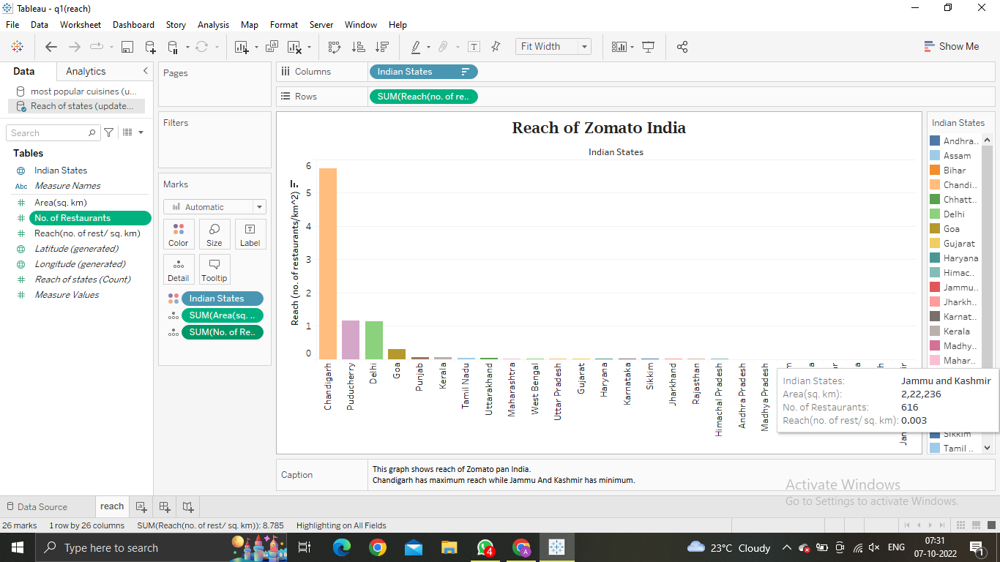 Tableau - q1(reach)
File Data Worksheet Dashboard Story Analysis Map Format Server Window Help
Fit Width
Show Me
Data Analytics
most popular cuisines (u...
Reach of states (update...
Search
Tables
Indian States
Abc Measure Names
Area(sq. km)
No. of Restaurants
Reach(no. of rest/ sq. km)
Latitude (generated)
Longitude (generated)
Reach of states (Count)
Measure Values
Pages
Filters
Marks
Automatic
Color Size Label
Detail Tooltip
Indian States
SUM(Area(sq. ..
SUM(No. of Re..
Columns Indian States
Rows SUM(Reach(no. of re..
Reach of Zomato India
Indian States
Reach (no. of restaurants/km^2)
6
5
4
3
2
1
0
Chandigarh
Puducherry
Delhi
Goa
Punjab
Kerala
Tamil Nadu
Uttarakhand
Maharashtra
West Bengal
Uttar Pradesh
Gujarat
Haryana
Karnataka
Sikkim
Jharkhand
Rajasthan
Himachal Pradesh
Andhra Pradesh
Madhya Pradesh
Indian States: Jammu and Kashmir
Area(sq. km): 2,22,236
No. of Restaurants: 616
Reach(no. of rest/ sq. km): 0.003
Indian States
Andhra..
Assam
Bihar
Chandi..
Chhatt..
Delhi
Goa
Gujarat
Haryana
Himac..
Jammu..
Jharkh..
Karnat..
Kerala
Madhy..
Mahar..
Sikkim
Tamil ..
Caption
This graph shows reach of Zomato pan India.
Chandigarh has maximum reach while Jammu And Kashmir has minimum.
Activate Windows
Go to Settings to activate Windows.
Data Source reach
26 marks 1 row by 26 columns SUM(Reach(no. of rest/ sq. km)): 8.785 Highlighting on All Fields
Type here to search
4
A
23°C Cloudy
ENG
07:31
07-10-2022
1